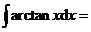 ∫arctan xdx=